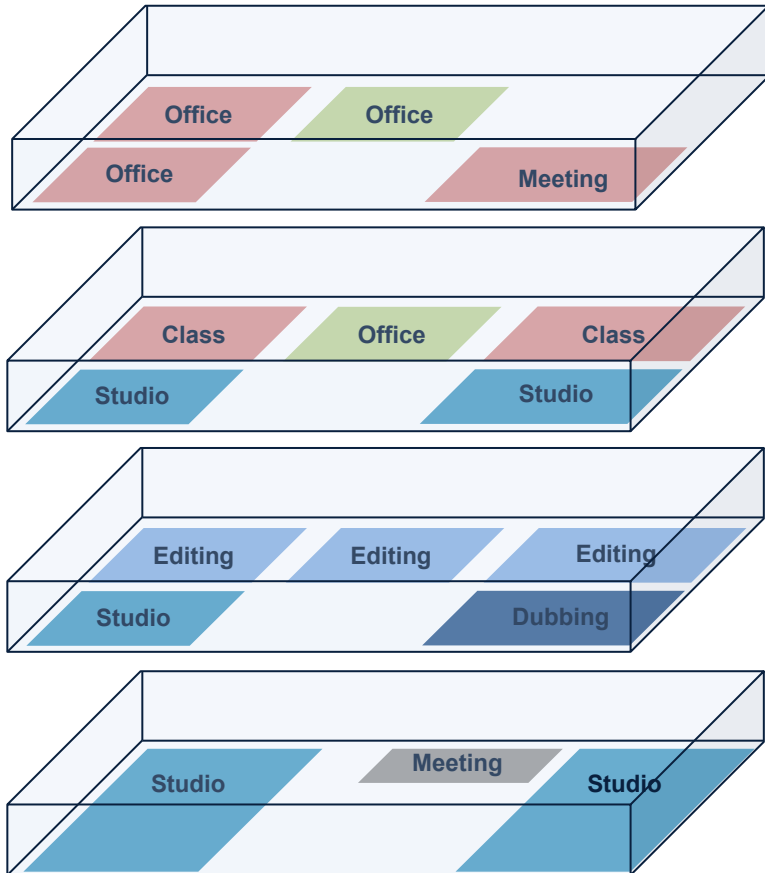 Office
Office
Office
Meeting
Class
Office
Class
Studio
Studio
Editing
Editing
Editing
Studio
Dubbing
Meeting
Studio
Studio